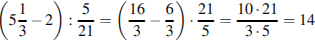 (5 1/3 − 2) : 5/21 = (16/3 − 6/3) · 21/5 = (10 · 21)/(3 · 5) = 14